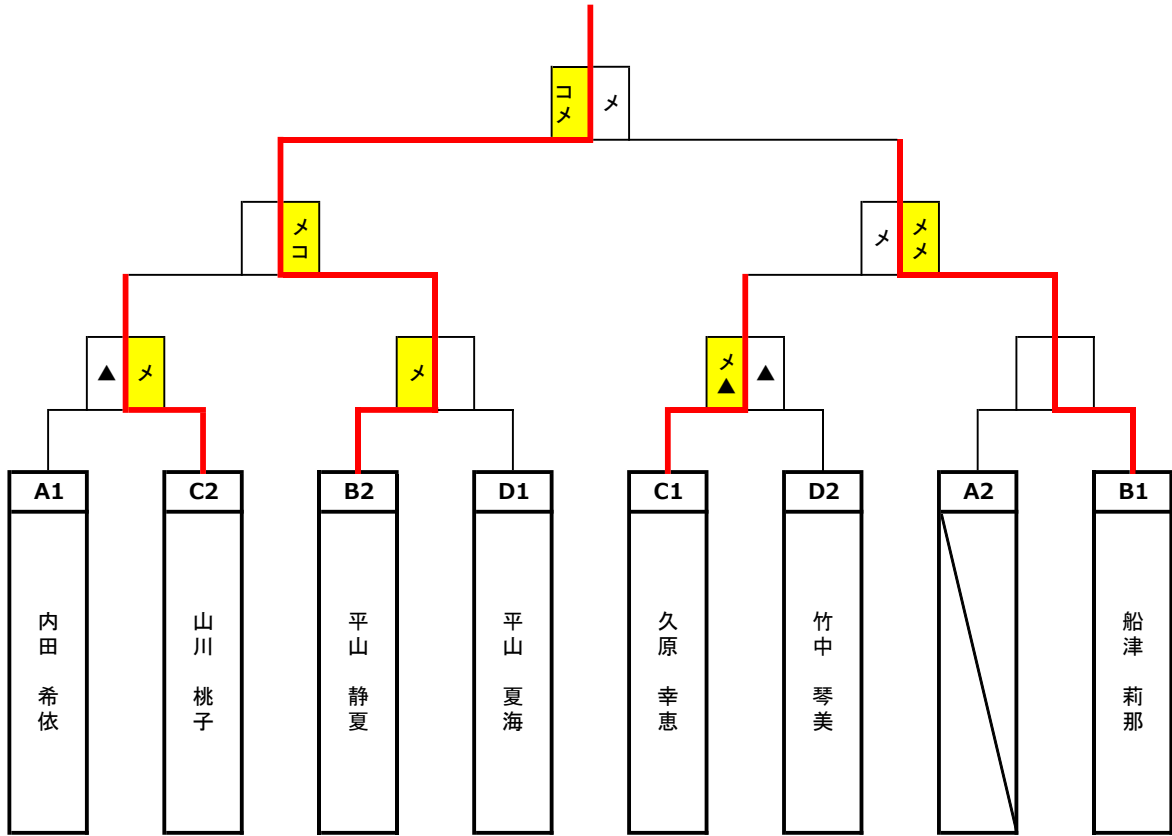 コメ
メ
メコ
メ
メメ
▲
メ
メ
メ▲
▲
A1
C2
B2
D1
C1
D2
A2
B1
内田 希依
山川 桃子
平山 静夏
平山 夏海
久原 幸恵
竹中 琴美
船津 莉那